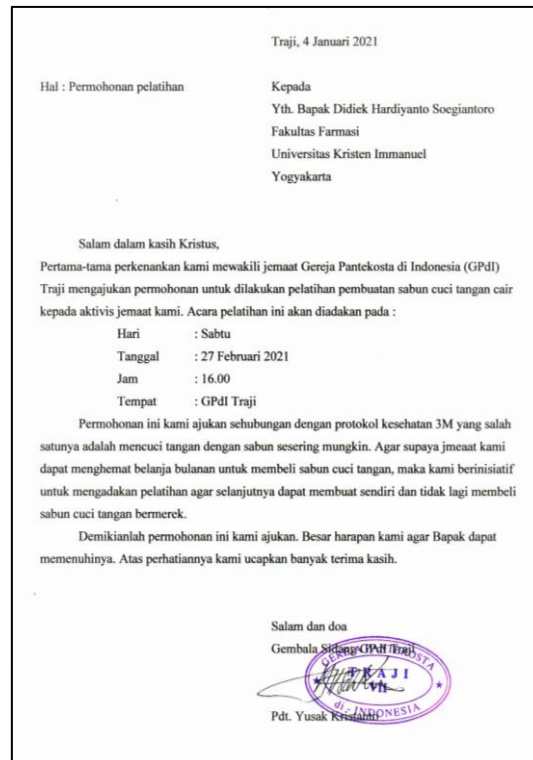 Traji, 4 Januari 2021
Hal : Permohonan pelatihan
Kepada
Yth. Bapak Didiek Hardiyanto Soegiantoro
Fakultas Farmasi
Universitas Kristen Immanuel
Yogyakarta
Salam dalam kasih Kristus,
Pertama-tama perkenankan kami mewakili jemaat Gereja Pantekosta di Indonesia (GPdI)
Traji mengajukan permohonan untuk dilakukan pelatihan pembuatan sabun cuci tangan cair
kepada aktivis jemaat kami. Acara pelatihan ini akan diadakan pada :
Hari : Sabtu
Tanggal : 27 Februari 2021
Jam : 16.00
Tempat : GPdI Traji
Permohonan ini kami ajukan sehubungan dengan protokol kesehatan 3M yang salah
satunya adalah mencuci tangan dengan sabun sesering mungkin. Agar supaya jmeaat kami
dapat menghemat belanja bulanan untuk membeli sabun cuci tangan, maka kami berinisiatif
untuk mengadakan pelatihan agar selanjutnya dapat membuat sendiri dan tidak lagi membeli
sabun cuci tangan bermerek.
Demikianlah permohonan ini kami ajukan. Besar harapan kami agar Bapak dapat
memenuhinya. Atas perhatiannya kami ucapkan banyak terima kasih.
Salam dan doa
Gembala Sidang GPdI Traji
GEREJA PANTEKOSTA
TRAJI
VII
di - INDONESIA
Pdt. Yusak Kristanto